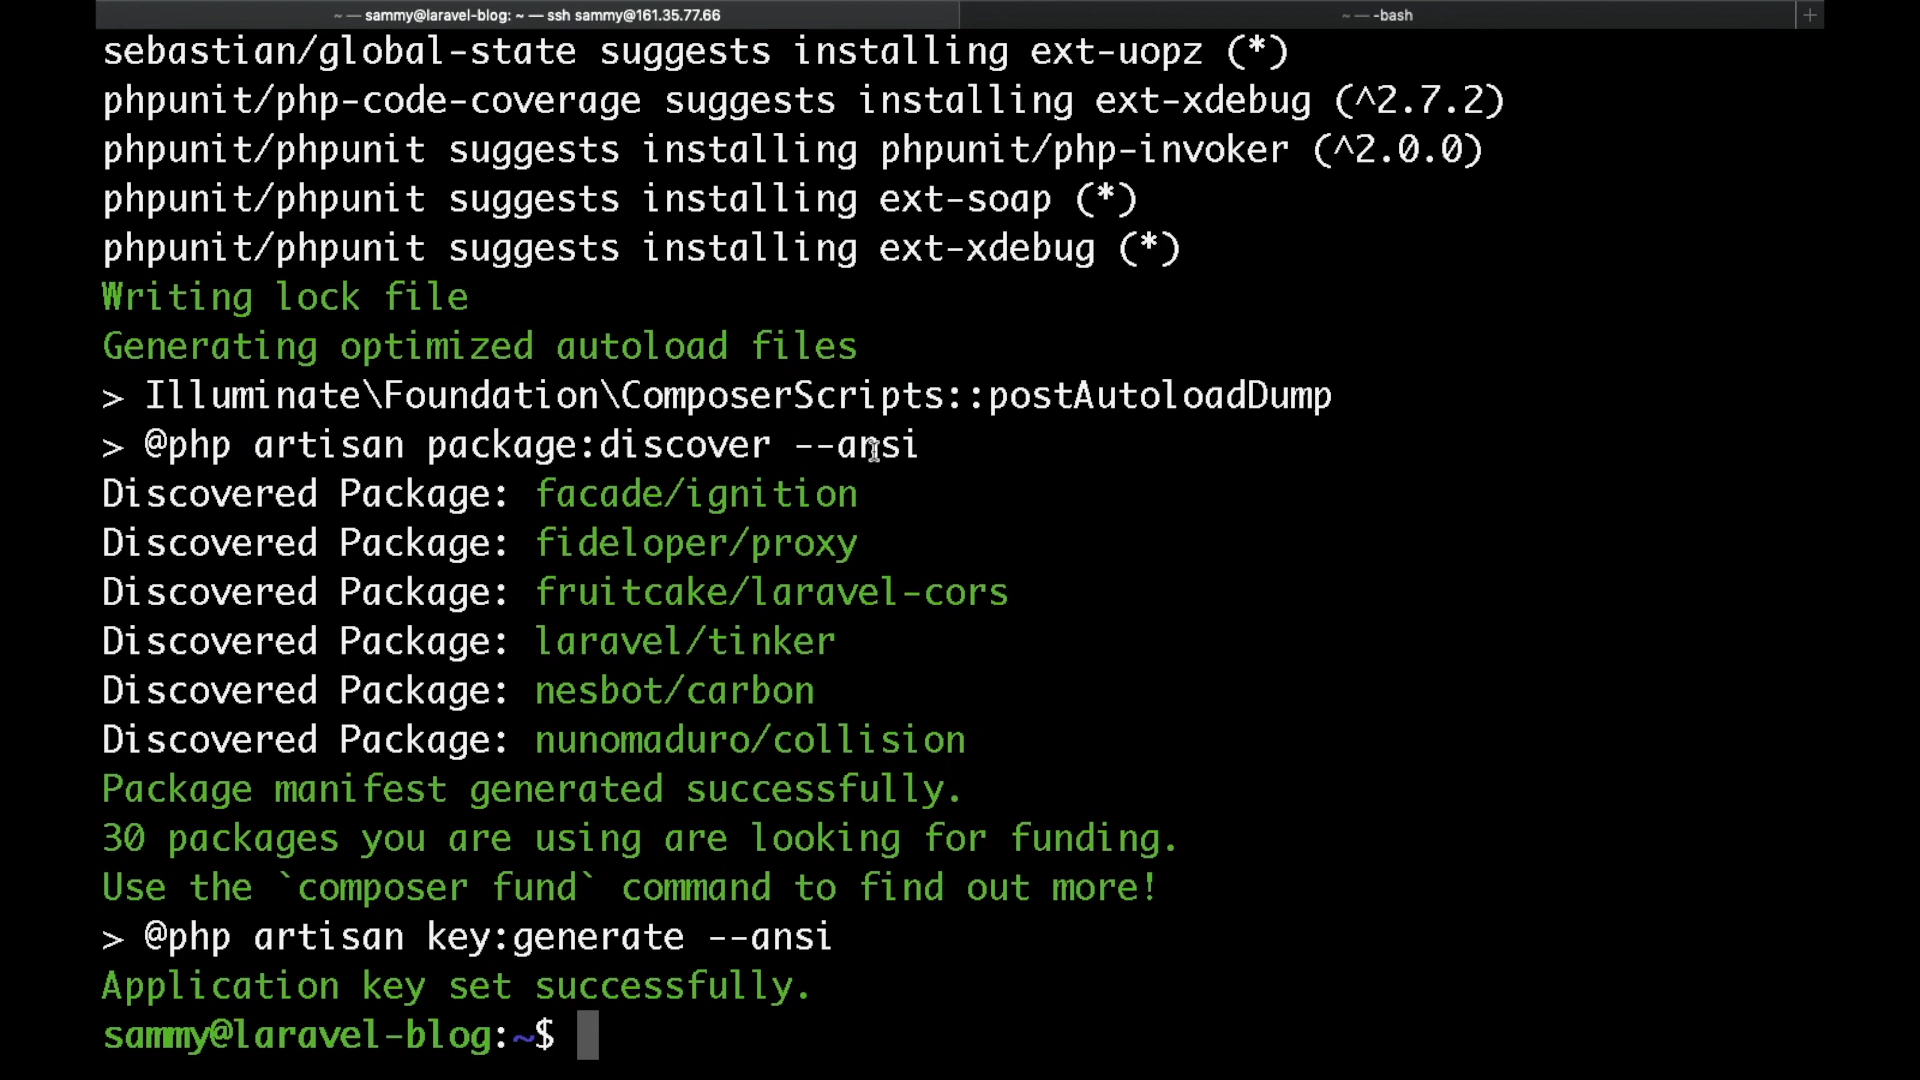 ~ — sammy@laravel-blog: ~ — ssh sammy@161.35.77.66
~ — -bash
+
sebastian/global-state suggests installing ext-uopz (*)
phpunit/php-code-coverage suggests installing ext-xdebug (^2.7.2)
phpunit/phpunit suggests installing phpunit/php-invoker (^2.0.0)
phpunit/phpunit suggests installing ext-soap (*)
phpunit/phpunit suggests installing ext-xdebug (*)
Writing lock file
Generating optimized autoload files
> Illuminate\Foundation\ComposerScripts::postAutoloadDump
> @php artisan package:discover --ansi
Discovered Package: facade/ignition
Discovered Package: fideloper/proxy
Discovered Package: fruitcake/laravel-cors
Discovered Package: laravel/tinker
Discovered Package: nesbot/carbon
Discovered Package: nunomaduro/collision
Package manifest generated successfully.
30 packages you are using are looking for funding.
Use the `composer fund` command to find out more!
> @php artisan key:generate --ansi
Application key set successfully.
sammy@laravel-blog:~$